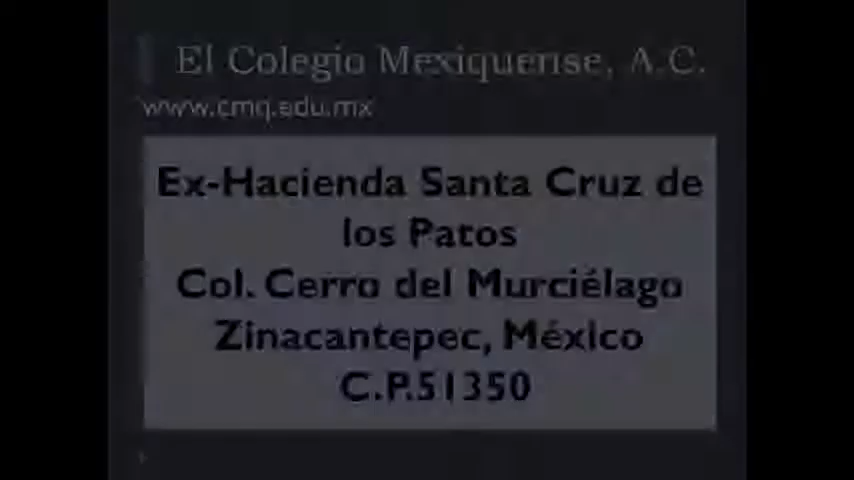 El Colegio Mexiquense, A.C.
www.cmq.edu.mx
Ex-Hacienda Santa Cruz de
los Patos
Col. Cerro del Murciélago
Zinacantepec, México
C.P.51350